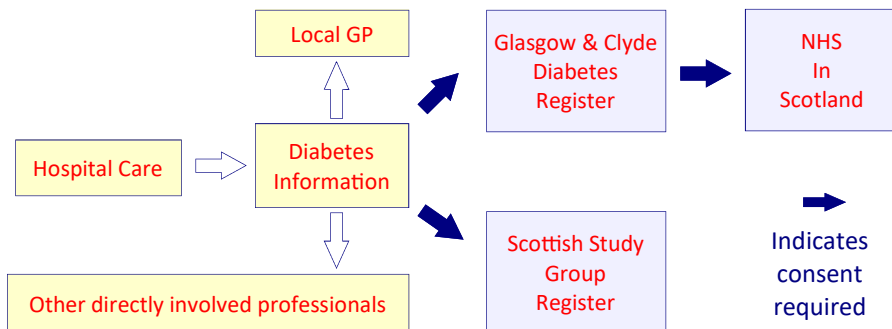 Local GP
Glasgow & Clyde
Diabetes
Register
NHS
In
Scotland
Hospital Care
Diabetes
Information
Scottish Study
Group
Register
Indicates
consent
required
Other directly involved professionals